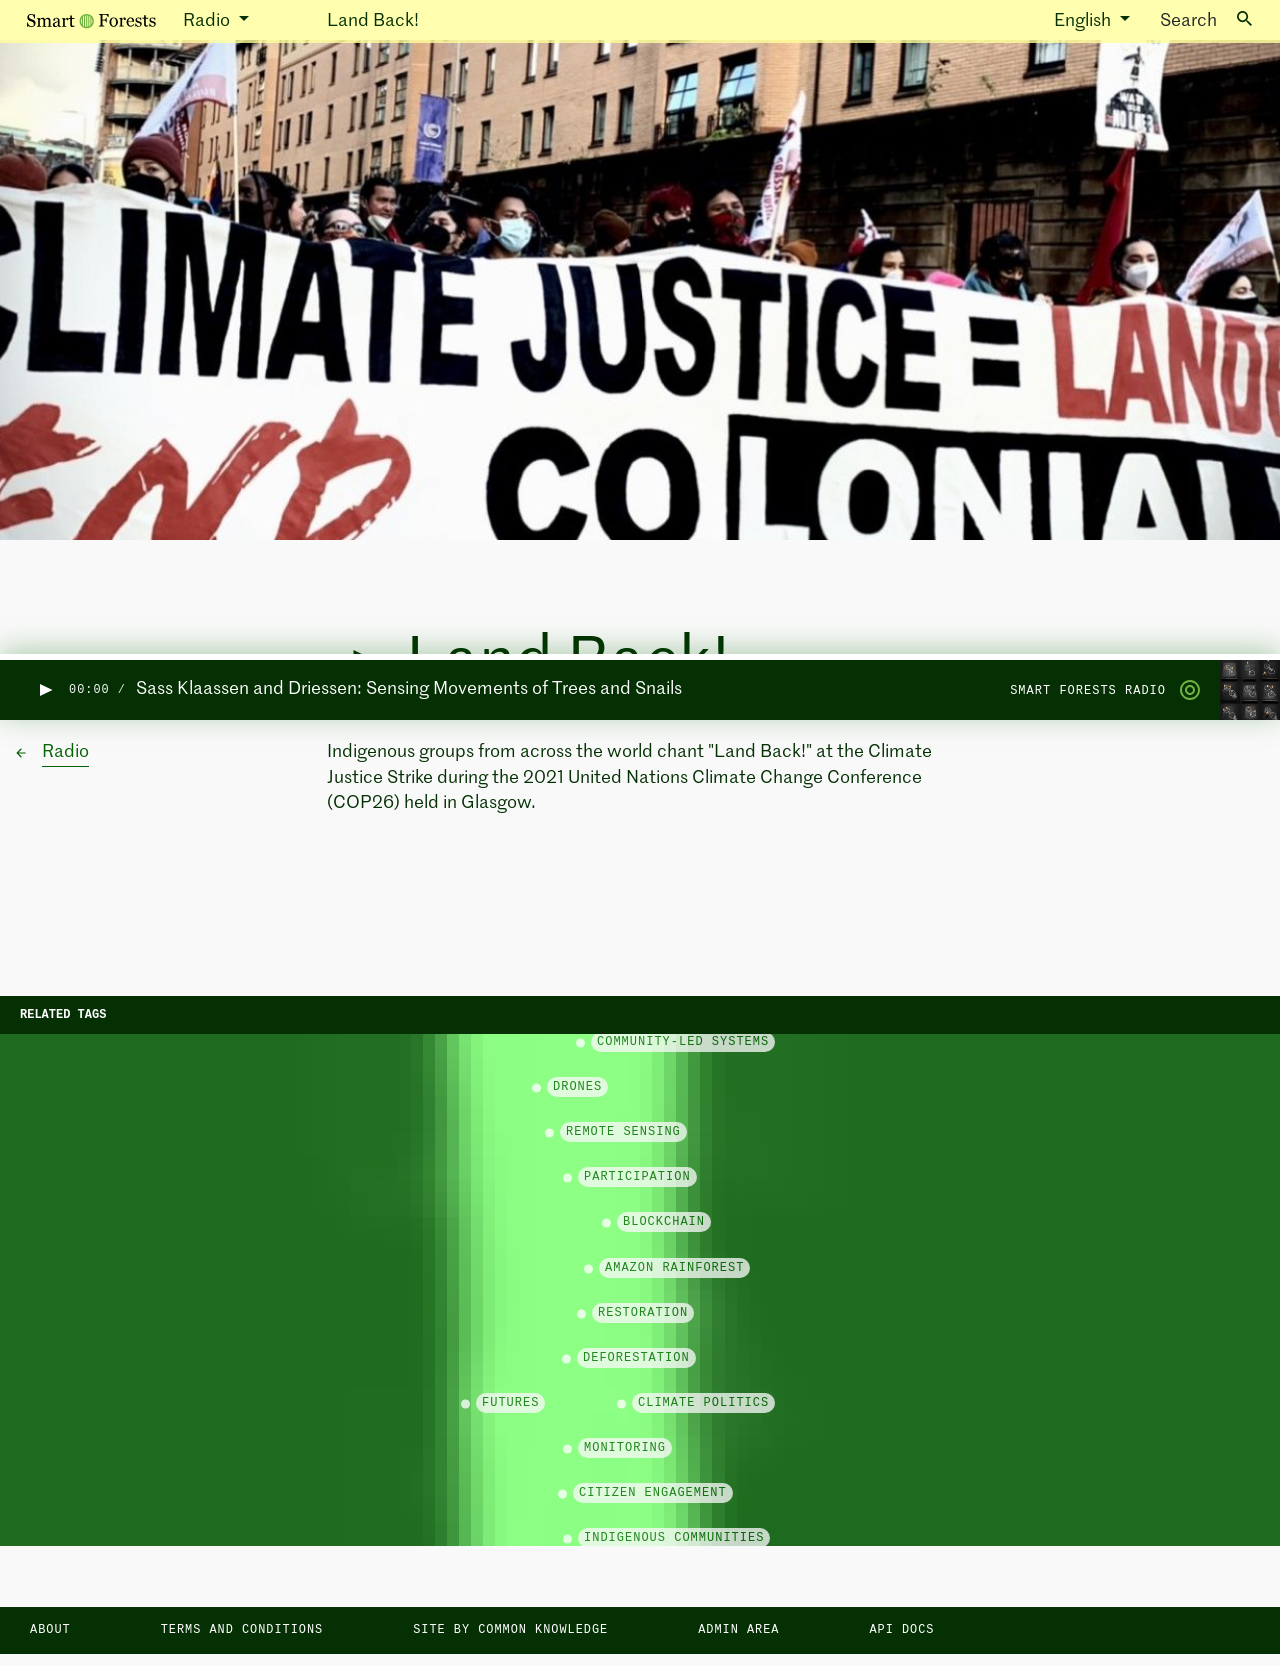 Smart Forests Radio Land Back! English Search
NO LIFE?
CLIMATE JUSTICE = LAND
END COLONIAL
Land Back!
00:00 / Sass Klaassen and Driessen: Sensing Movements of Trees and Snails SMART FORESTS RADIO
Radio
Indigenous groups from across the world chant "Land Back!" at the Climate
Justice Strike during the 2021 United Nations Climate Change Conference
(COP26) held in Glasgow.
RELATED TAGS
COMMUNITY-LED SYSTEMS
DRONES
REMOTE SENSING
PARTICIPATION
BLOCKCHAIN
AMAZON RAINFOREST
RESTORATION
DEFORESTATION
FUTURES CLIMATE POLITICS
MONITORING
CITIZEN ENGAGEMENT
INDIGENOUS COMMUNITIES
ABOUT TERMS AND CONDITIONS SITE BY COMMON KNOWLEDGE ADMIN AREA API DOCS